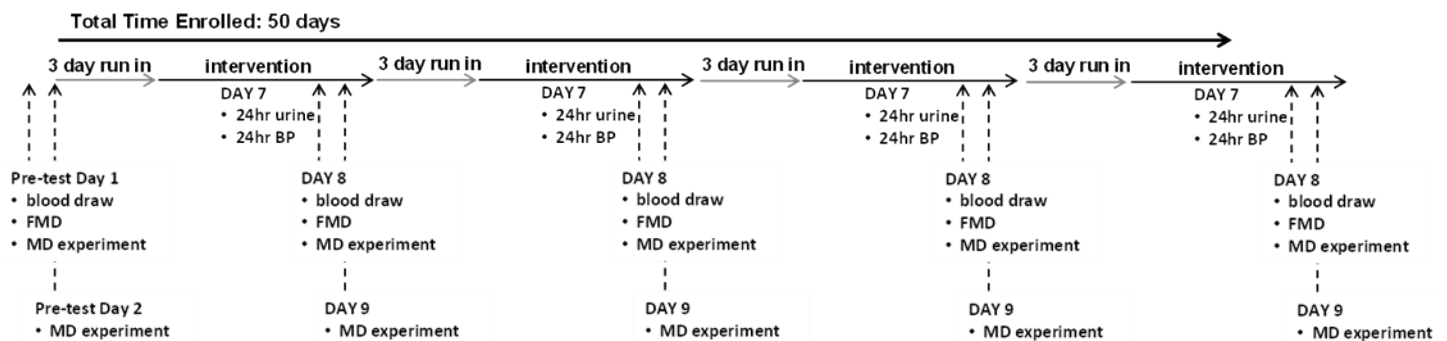 Total Time Enrolled: 50 days
3 day run in
intervention
3 day run in
intervention
3 day run in
intervention
3 day run in
intervention
DAY 7
• 24hr urine
• 24hr BP
DAY 7
• 24hr urine
• 24hr BP
DAY 7
• 24hr urine
• 24hr BP
DAY 7
• 24hr urine
• 24hr BP
Pre-test Day 1
• blood draw
• FMD
• MD experiment
DAY 8
• blood draw
• FMD
• MD experiment
DAY 8
• blood draw
• FMD
• MD experiment
DAY 8
• blood draw
• FMD
• MD experiment
DAY 8
• blood draw
• FMD
• MD experiment
Pre-test Day 2
• MD experiment
DAY 9
• MD experiment
DAY 9
• MD experiment
DAY 9
• MD experiment
DAY 9
• MD experiment